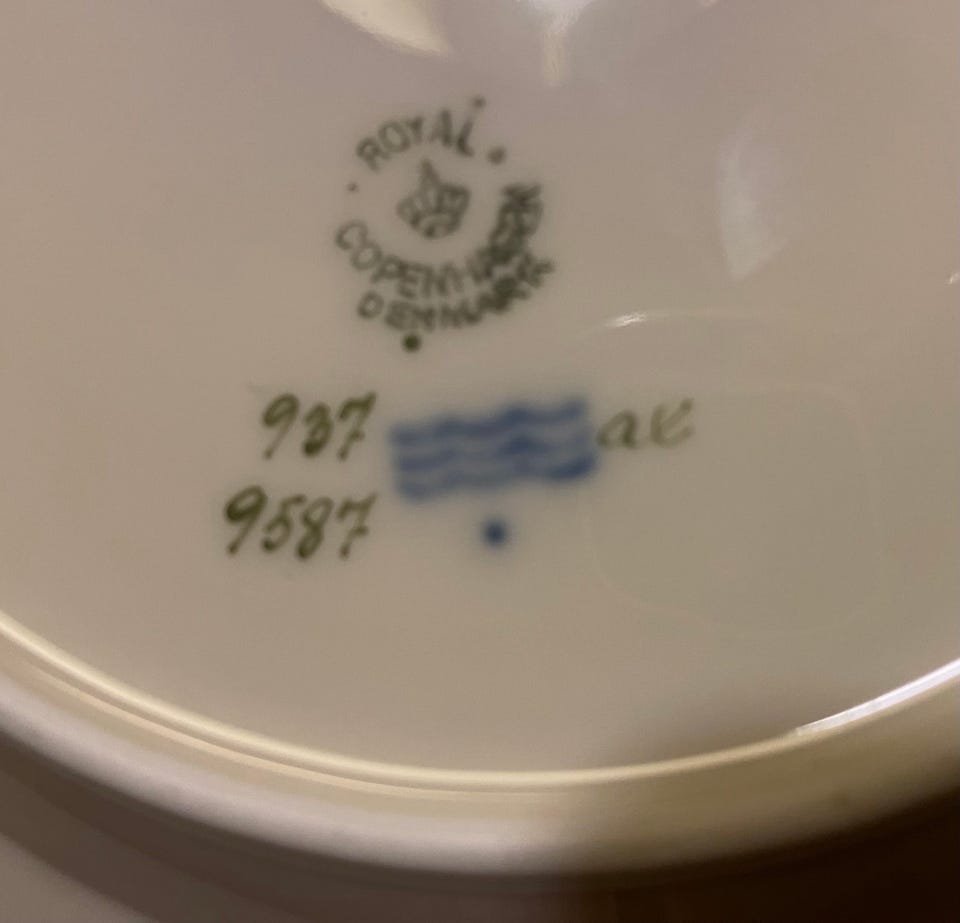 ROYAL
COPENHAGEN
DENMARK
937
9587